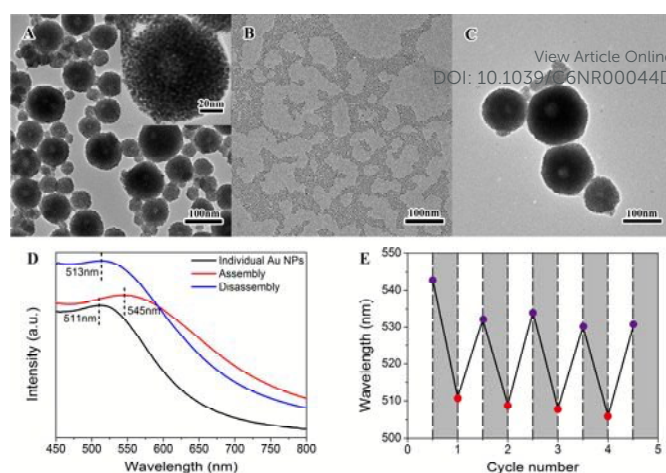 A
20nm
100nm
B
100nm
C
View Article Online
DOI: 10.1039/C6NR00044D
100nm
D
Individual Au NPs
Assembly
Disassembly
513nm
511nm
545nm
Intensity (a.u.)
450 500 550 600 650 700 750 800
Wavelength (nm)
E
550
540
530
520
510
500
Wavelength (nm)
0 1 2 3 4 5
Cycle number